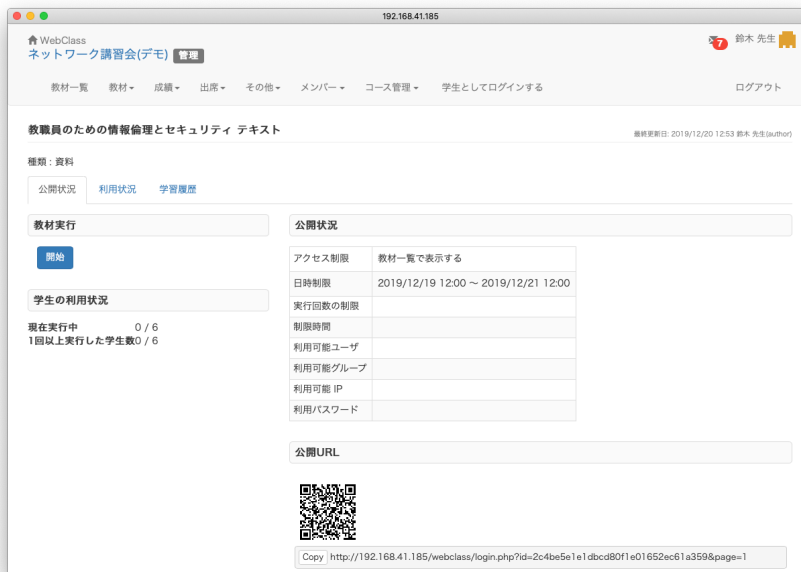 192.168.41.185
WebClass
7
鈴木 先生
ネットワーク講習会(デモ) 管理
教材一覧 教材 成績 出席 その他 メンバー コース管理 学生としてログインする ログアウト
教職員のための情報倫理とセキュリティ テキスト
最終更新日: 2019/12/20 12:53 鈴木 先生(author)
種類 : 資料
公開状況 利用状況 学習履歴
教材実行
開始
学生の利用状況
現在実行中 0 / 6
1回以上実行した学生数0 / 6
公開状況
アクセス制限 教材一覧で表示する
日時制限 2019/12/19 12:00 ～ 2019/12/21 12:00
実行回数の制限
制限時間
利用可能ユーザ
利用可能グループ
利用可能 IP
利用パスワード
公開URL
Copy http://192.168.41.185/webclass/login.php?id=2c4be5e1e1dbcd80f1e01652ec61a359&page=1